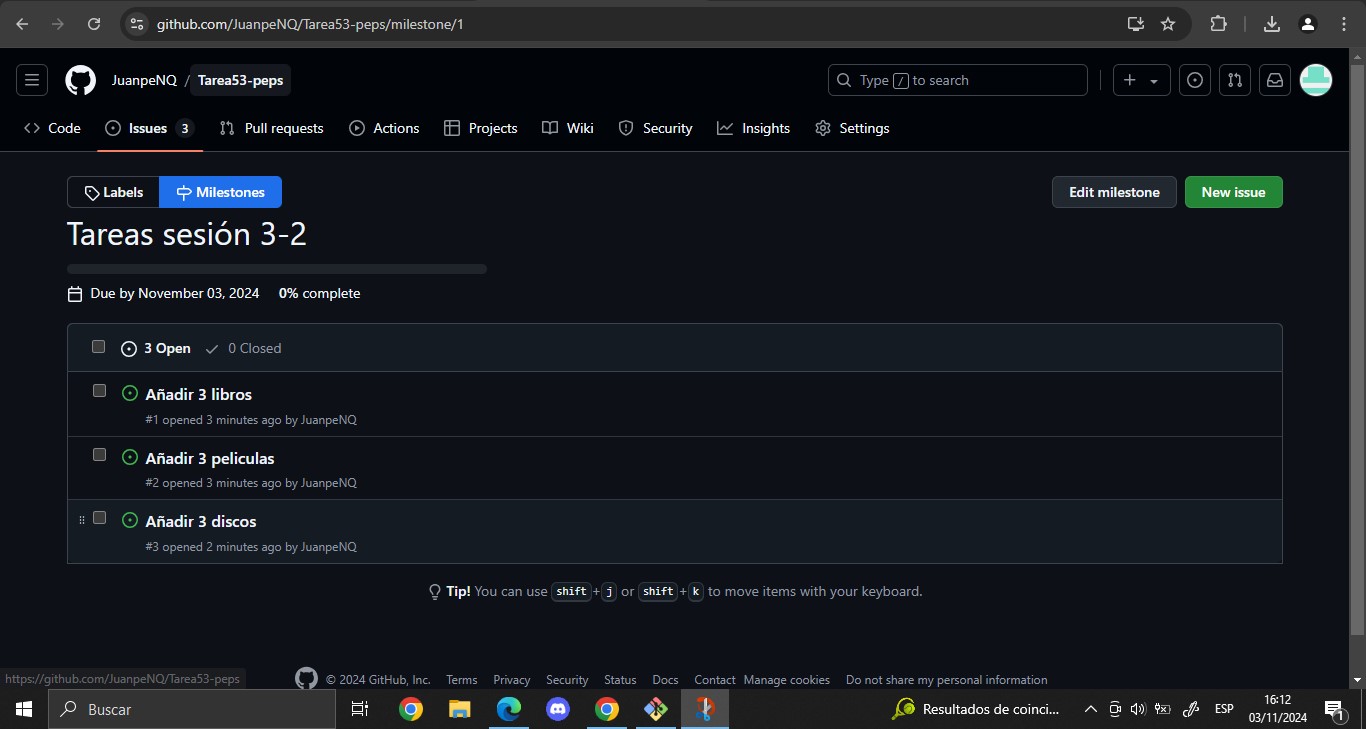 github.com/JuanpeNQ/Tarea53-peps/milestone/1
JuanpeNQ / Tarea53-peps
Type / to search
Code Issues 3 Pull requests Actions Projects Wiki Security Insights Settings
Labels Milestones Edit milestone New issue
Tareas sesión 3-2
Due by November 03, 2024 0% complete
3 Open 0 Closed
Añadir 3 libros
#1 opened 3 minutes ago by JuanpeNQ
Añadir 3 peliculas
#2 opened 3 minutes ago by JuanpeNQ
Añadir 3 discos
#3 opened 2 minutes ago by JuanpeNQ
Tip! You can use shift + j or shift + k to move items with your keyboard.
https://github.com/JuanpeNQ/Tarea53-peps
© 2024 GitHub, Inc. Terms Privacy Security Status Docs Contact Manage cookies Do not share my personal information
Buscar
Resultados de coinci...
ESP
16:12
03/11/2024
1